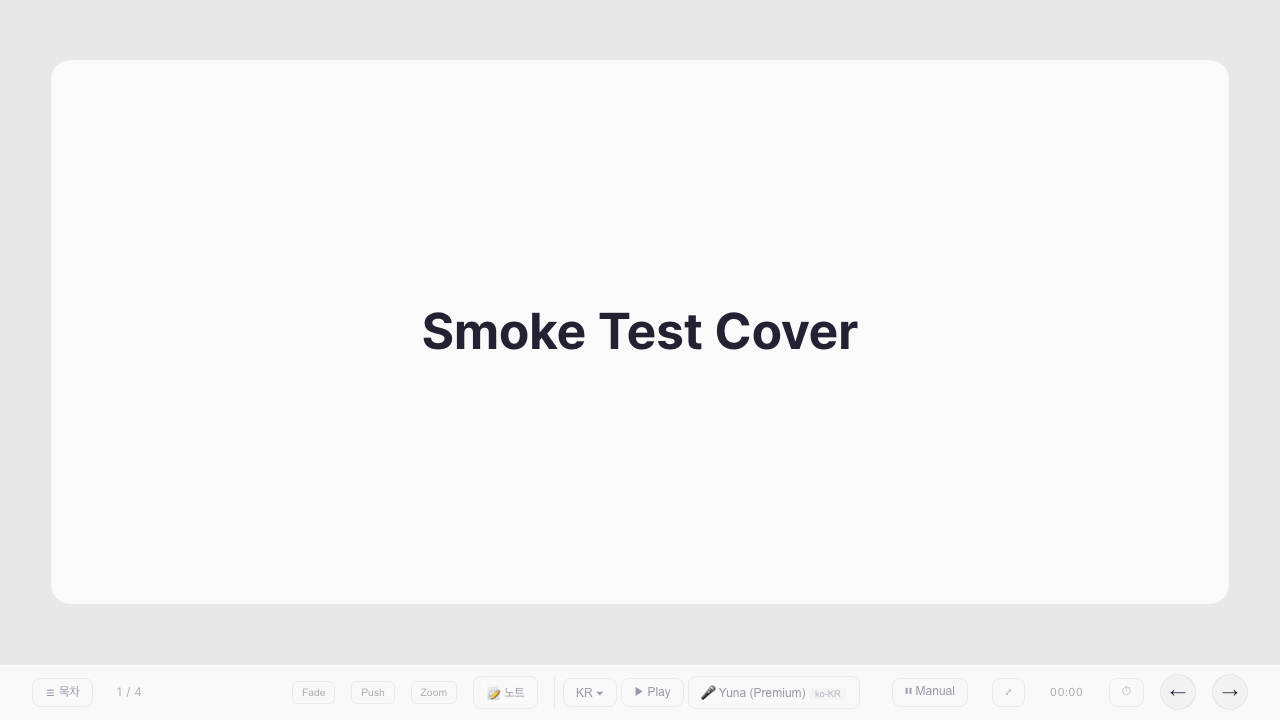 Smoke Test Cover
≡ 목차
1 / 4
Fade
Push
Zoom
노트
KR
Play
Yuna (Premium) ko-KR
Manual
00:00
← →